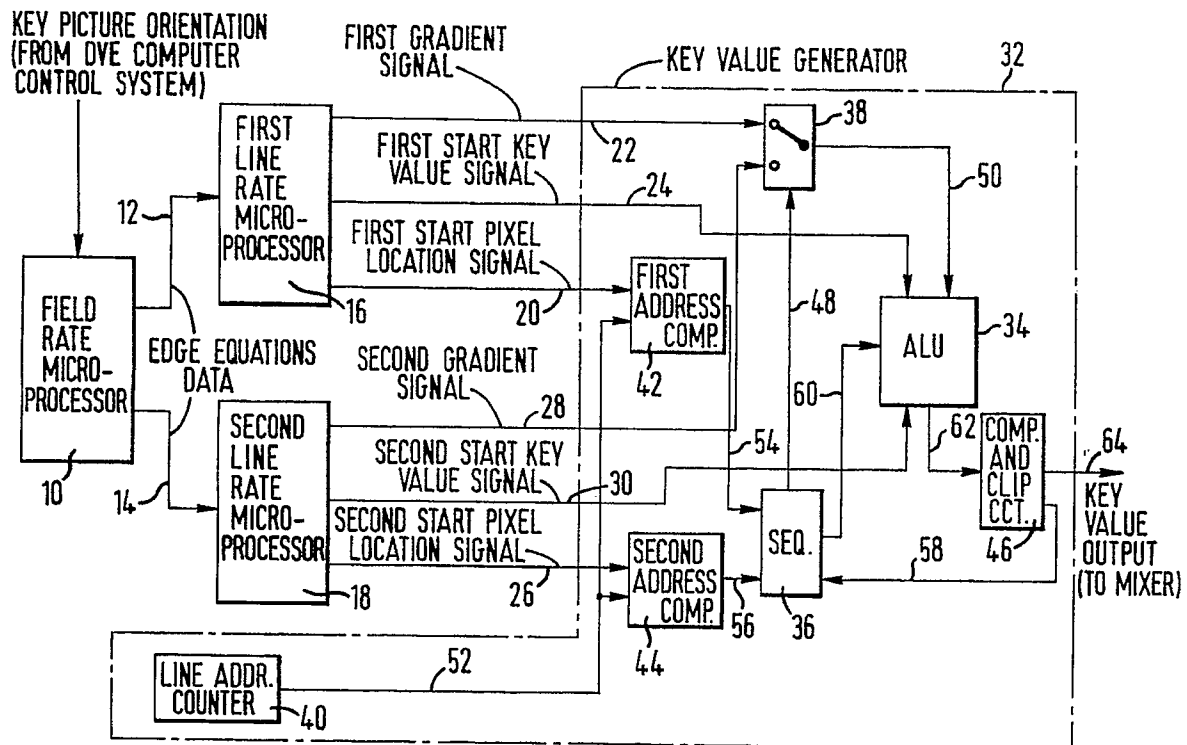 KEY PICTURE ORIENTATION
(FROM DVE COMPUTER
CONTROL SYSTEM)
FIRST GRADIENT
SIGNAL
KEY VALUE GENERATOR
32
38
FIRST
LINE
RATE
MICRO-
PROCESSOR
16
22
FIRST START KEY
VALUE SIGNAL
24
50
12
FIRST START PIXEL
LOCATION SIGNAL
20
FIRST
ADDRESS
COMP.
42
48
FIELD
RATE
MICRO-
PROCESSOR
10
EDGE EQUATIONS
DATA
ALU
34
SECOND GRADIENT
SIGNAL
28
60
14
SECOND
LINE
RATE
MICRO-
PROCESSOR
18
SECOND START KEY
VALUE SIGNAL
30
54
62
COMP.
AND
CLIP
CCT.
46
64
KEY
VALUE
OUTPUT
(TO MIXER)
SECOND START PIXEL
LOCATION SIGNAL
26
SECOND
ADDRESS
COMP.
44
56
SEQ.
36
58
LINE ADDR.
COUNTER
40
52